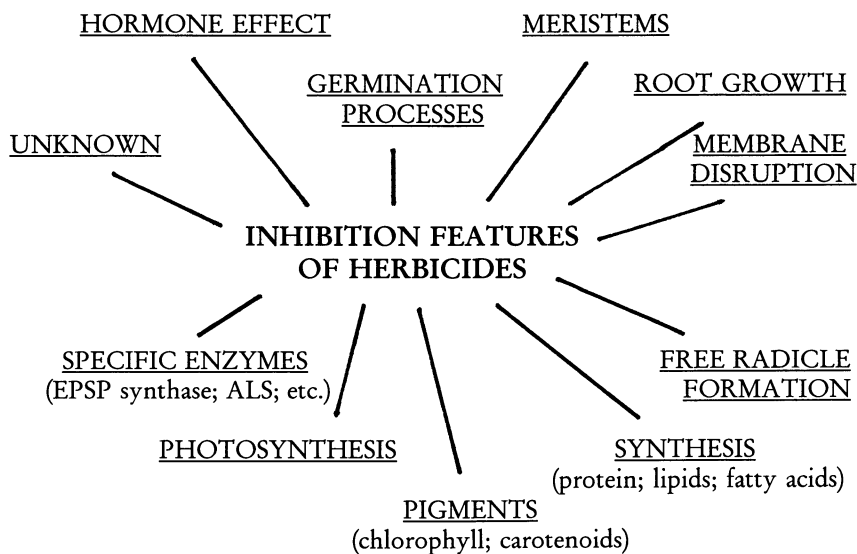 HORMONE EFFECT
MERISTEMS
GERMINATION
PROCESSES
ROOT GROWTH
UNKNOWN
MEMBRANE
DISRUPTION
INHIBITION FEATURES
OF HERBICIDES
SPECIFIC ENZYMES
(EPSP synthase; ALS; etc.)
FREE RADICLE
FORMATION
PHOTOSYNTHESIS
SYNTHESIS
(protein; lipids; fatty acids)
PIGMENTS
(chlorophyll; carotenoids)